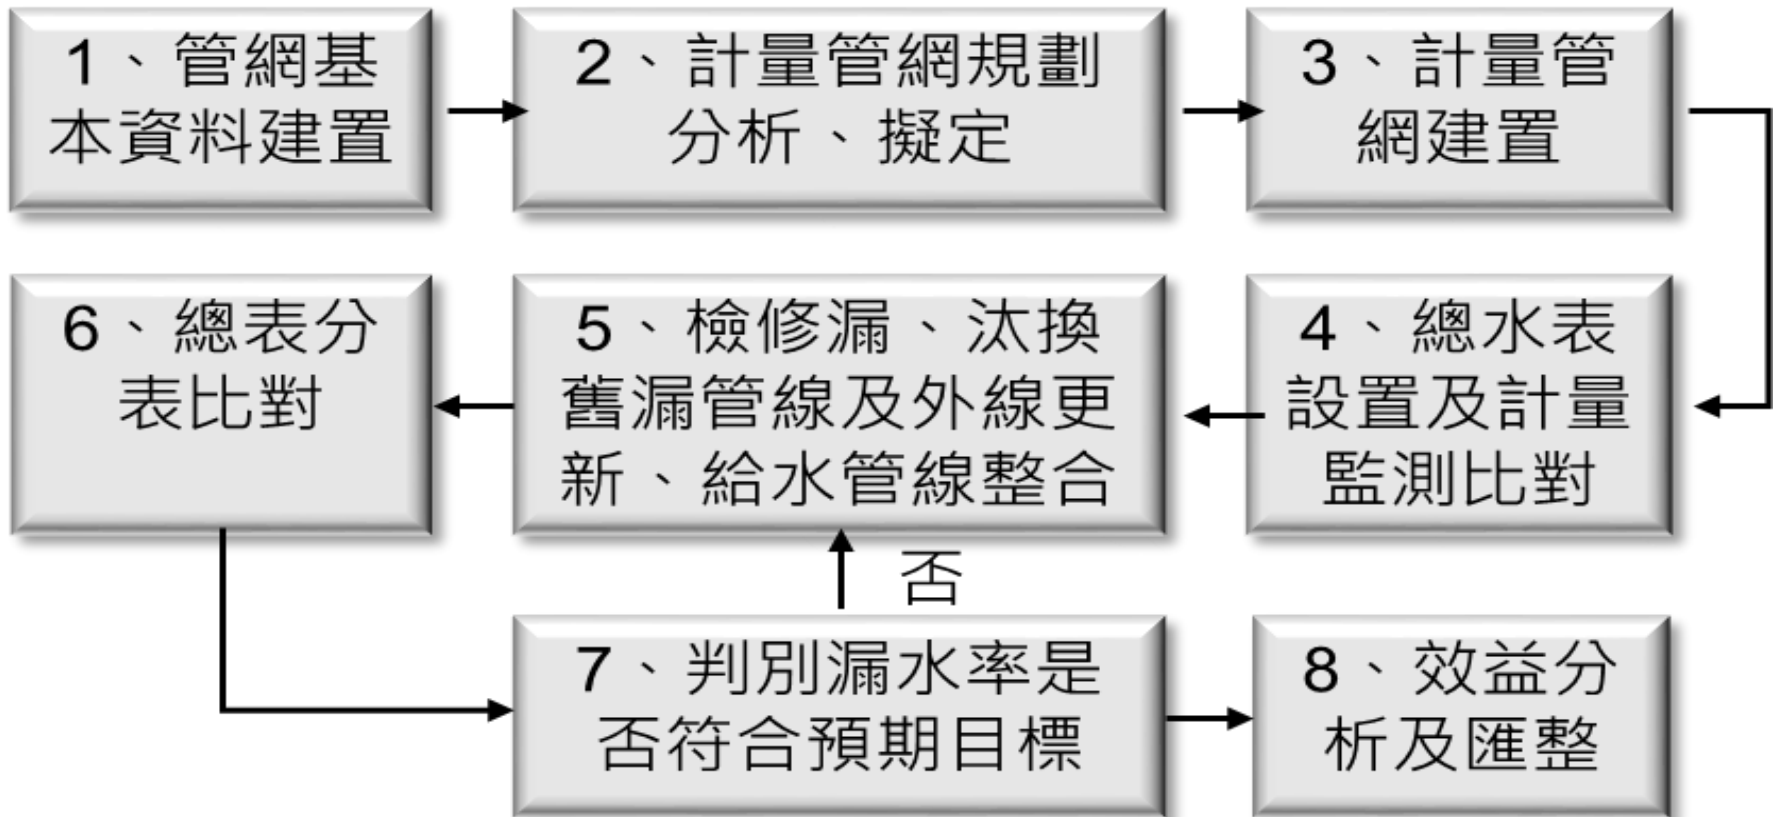 1、管網基
本資料建置
2、計量管網規劃
分析、擬定
3、計量管
網建置
4、總水表
設置及計量
監測比對
5、檢修漏、汰換
舊漏管線及外線更
新、給水管線整合
6、總表分
表比對
否
7、判別漏水率是
否符合預期目標
8、效益分
析及匯整